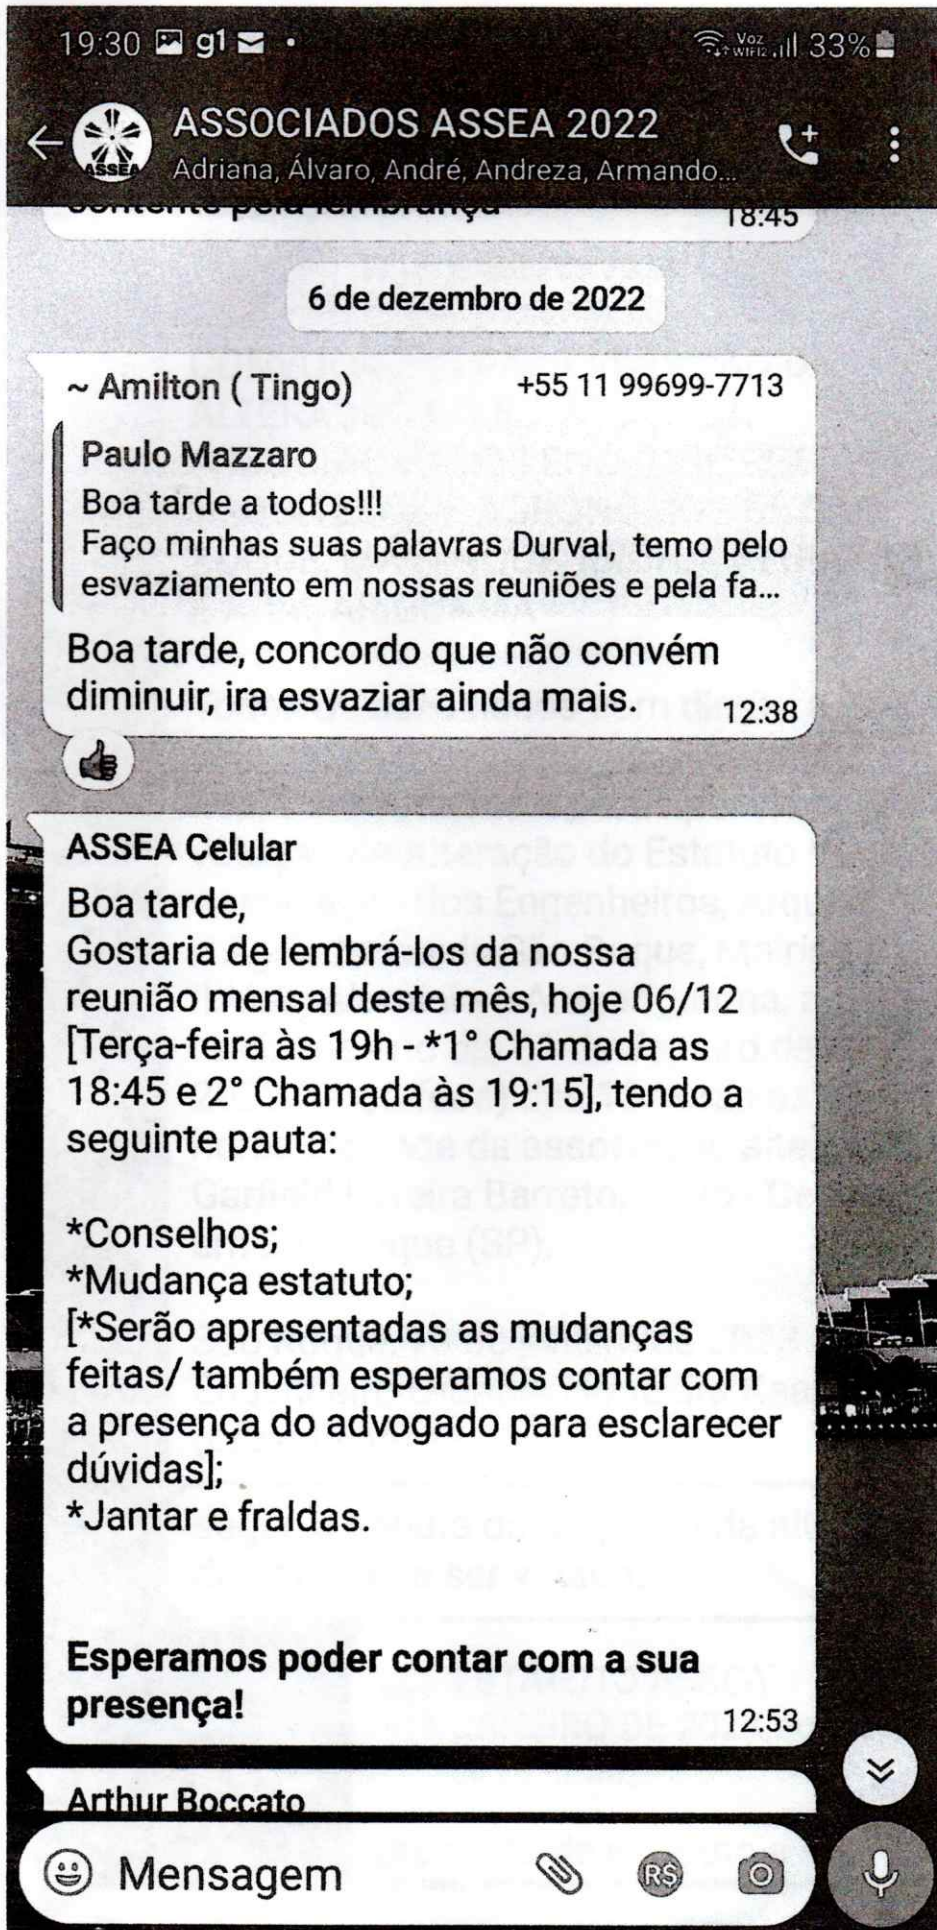 19:30 g1
Voz WIFI2 33%
ASSOCIADOS ASSEA 2022
ASSEA
Adriana, Álvaro, André, Andreza, Armando...
contente pela lembrança 18:45
6 de dezembro de 2022
~ Amilton ( Tingo) +55 11 99699-7713
Paulo Mazzaro
Boa tarde a todos!!!
Faço minhas suas palavras Durval, temo pelo
esvaziamento em nossas reuniões e pela fa...
Boa tarde, concordo que não convém
diminuir, ira esvaziar ainda mais. 12:38
ASSEA Celular
Boa tarde,
Gostaria de lembrá-los da nossa
reunião mensal deste mês, hoje 06/12
[Terça-feira às 19h - *1° Chamada as
18:45 e 2° Chamada às 19:15], tendo a
seguinte pauta:
*Conselhos;
*Mudança estatuto;
[*Serão apresentadas as mudanças
feitas/ também esperamos contar com
a presença do advogado para esclarecer
dúvidas];
*Jantar e fraldas.
Esperamos poder contar com a sua
presença! 12:53
Arthur Boccato
Mensagem R$